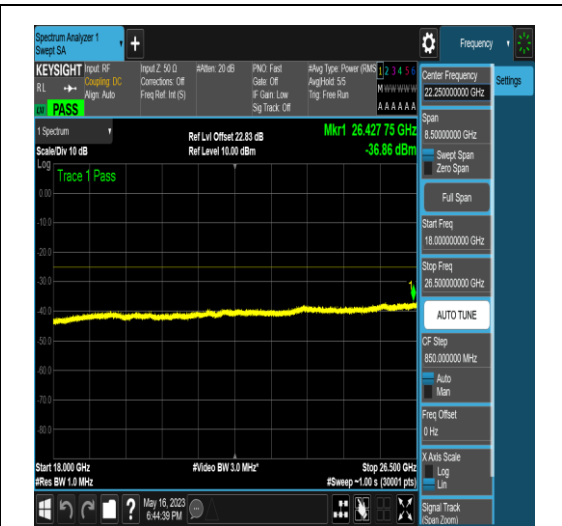 Spectrum Analyzer 1
Swept SA
+
Frequency
KEYSIGHT
Input: RF
Coupling: DC
Align: Auto
RL
PASS
Input Z: 50 Ω
Corrections: Off
Freq Ref: Int (S)
#Atten: 20 dB
PNO: Fast
Gate: Off
IF Gain: Low
Sig Track: Off
#Avg Type: Power (RMS
Avg|Hold: 5/5
Trig: Free Run
1 2 3 4 5 6
M W W W W W
A A A A A A
1 Spectrum
Scale/Div 10 dB
Ref Lvl Offset 22.83 dB
Ref Level 10.00 dBm
Mkr1 26.427 75 GHz
-36.86 dBm
Log
Trace 1 Pass
0.00
-10.0
-20.0
-30.0
1
-40.0
-50.0
-60.0
-70.0
-80.0
Start 18.000 GHz
#Res BW 1.0 MHz
#Video BW 3.0 MHz*
Stop 26.500 GHz
#Sweep ~1.00 s (30001 pts)
?
May 16, 2023
6:44:39 PM
Center Frequency
22.250000000 GHz
Settings
Span
8.50000000 GHz
Swept Span
Zero Span
Full Span
Start Freq
18.000000000 GHz
Stop Freq
26.500000000 GHz
AUTO TUNE
CF Step
850.000000 MHz
Auto
Man
Freq Offset
0 Hz
X Axis Scale
Log
Lin
Signal Track
(Span Zoom)